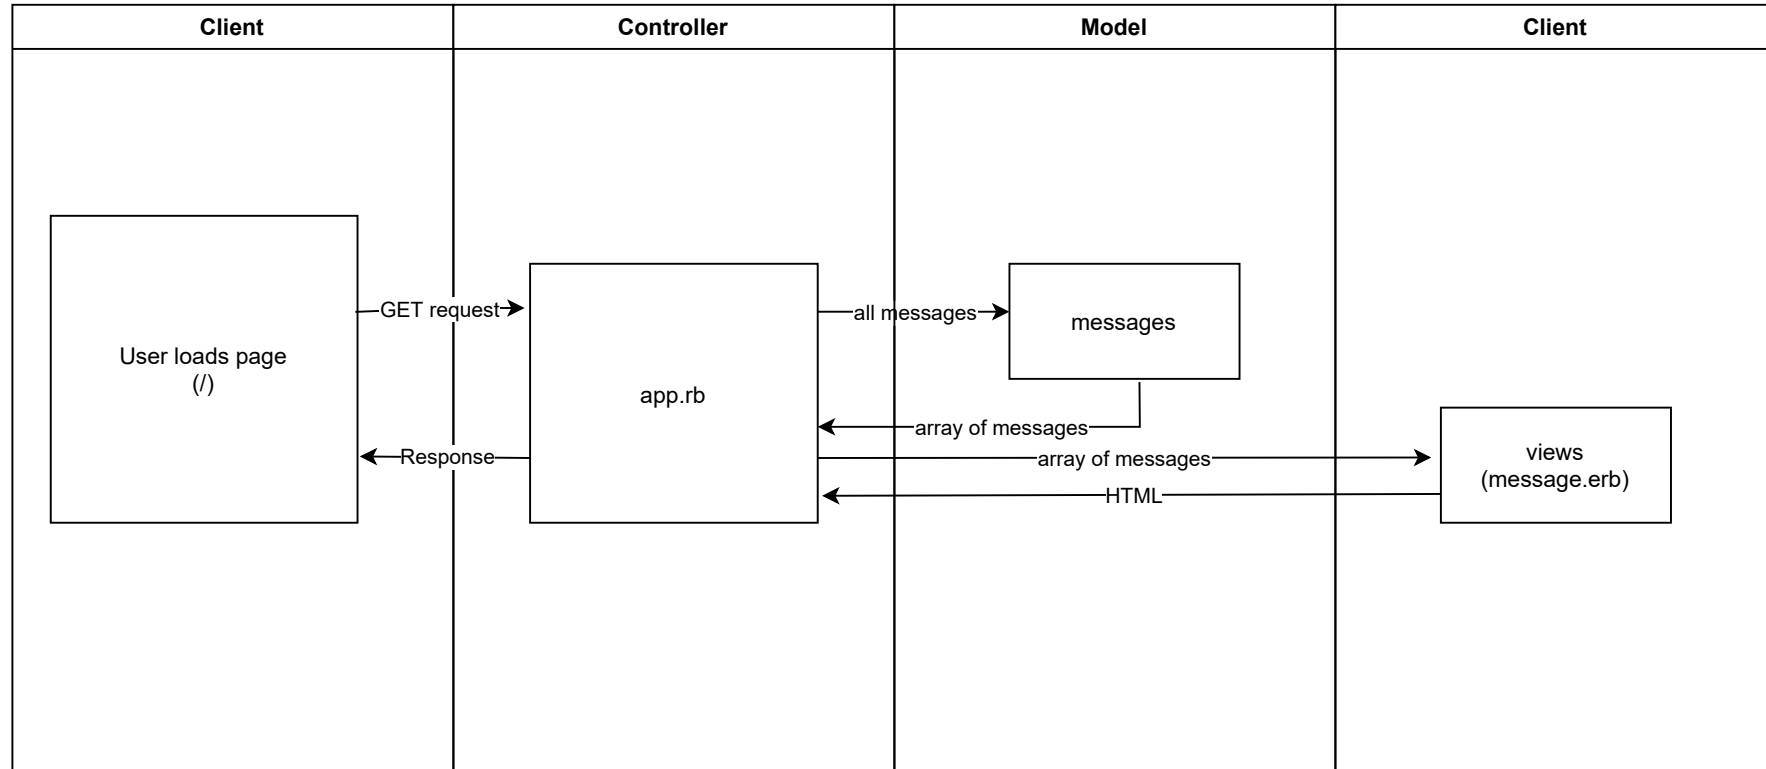 Client
Controller
Model
Client
User loads page
(/)
GET request
app.rb
all messages
messages
array of messages
Response
array of messages
HTML
views
(message.erb)